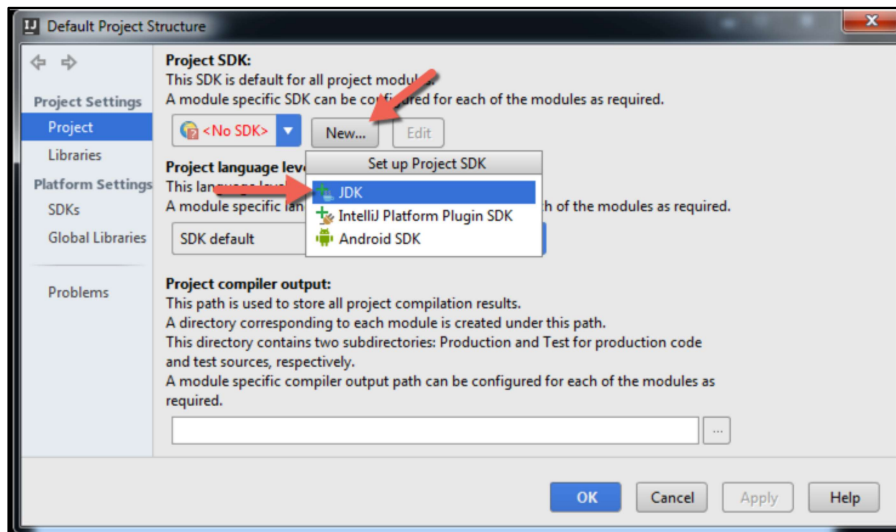 Default Project Structure
Project Settings
Project
Libraries
Platform Settings
SDKs
Global Libraries
Problems
Project SDK:
This SDK is default for all project
A module specific SDK can be configured for each of the modules as required.
<No SDK>
New...
Edit
Set up Project SDK
JDK
IntelliJ Platform Plugin SDK
Android SDK
Project language
This
A module specific of the modules as required.
SDK default
Project compiler output:
This path is used to store all project compilation results.
A directory corresponding to each module is created under this path.
This directory contains two subdirectories: Production and Test for production code
and test sources, respectively.
A module specific compiler output path can be configured for each of the modules as
required.
...
OK
Cancel
Apply
Help